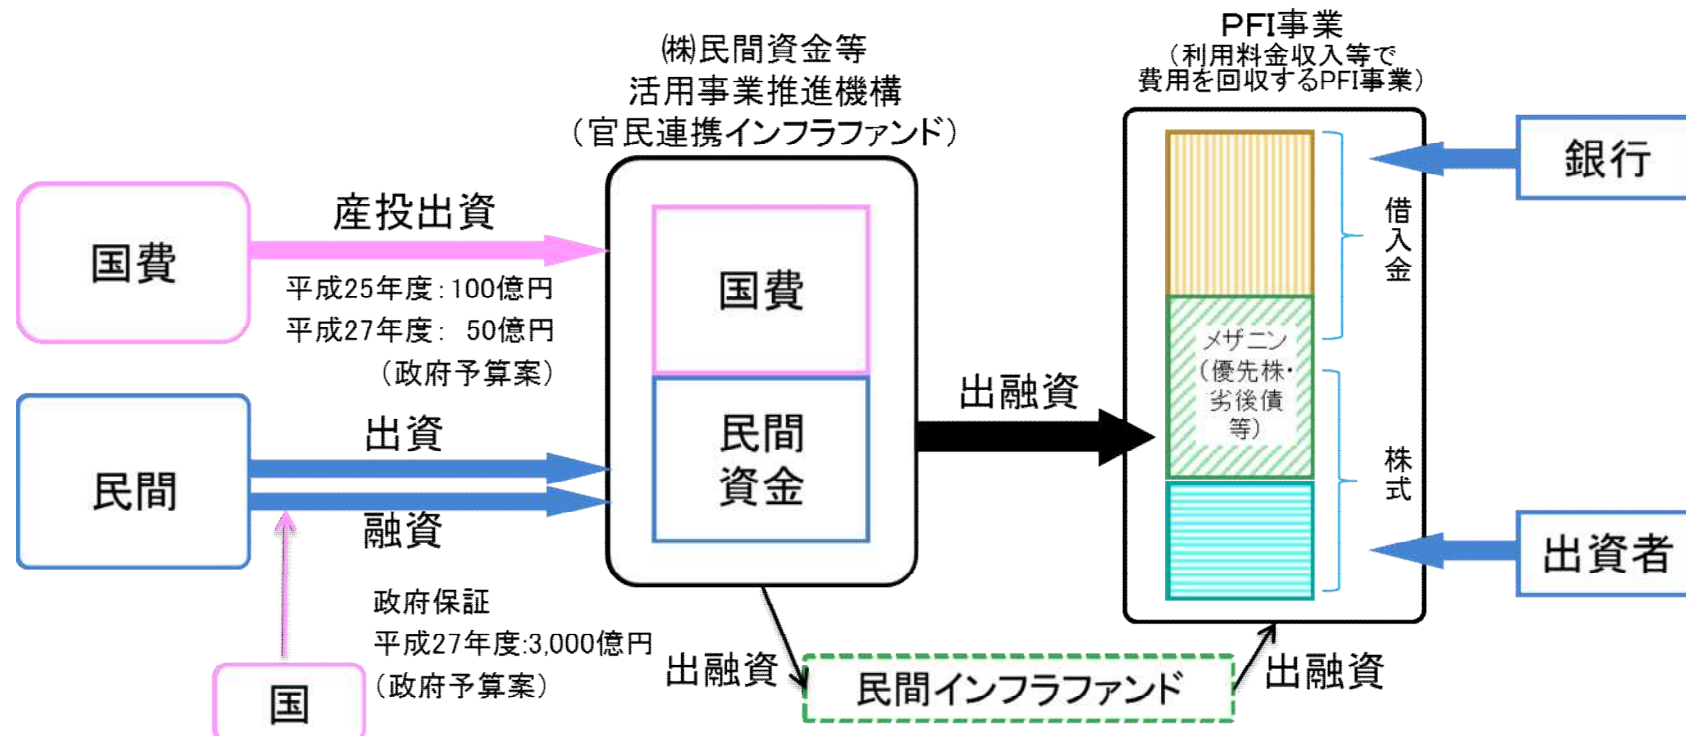 PFI事業
(利用料金収入等で
費用を回収するPFI事業)
㈱民間資金等
活用事業推進機構
(官民連携インフラファンド)
国費
産投出資
平成25年度:100億円
平成27年度: 50億円
(政府予算案)
民間
出資
融資
政府保証
平成27年度:3,000億円
(政府予算案)
国
国費
民間
資金
出融資
出融資
民間インフラファンド
出融資
メザニン
(優先株・
劣後債
等)
借入金
株式
銀行
出資者